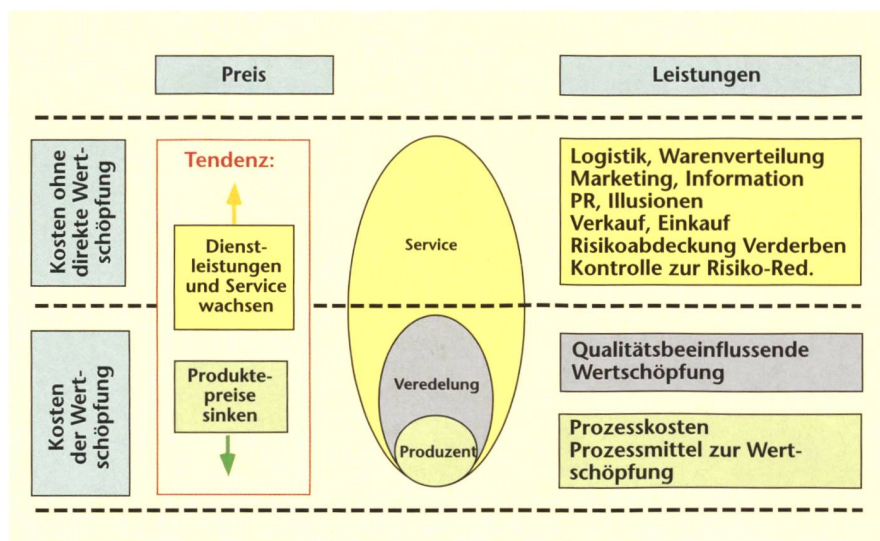 Preis
Leistungen
Kosten ohne
direkte Wert-
schöpfung
Tendenz:
Dienst-
leistungen
und Service
wachsen
Service
Logistik, Warenverteilung
Marketing, Information
PR, Illusionen
Verkauf, Einkauf
Risikoabdeckung Verderben
Kontrolle zur Risiko-Red.
Kosten
der Wert-
schöpfung
Produkte-
preise
sinken
Veredelung
Produzent
Qualitätsbeeinflussende
Wertschöpfung
Prozesskosten
Prozessmittel zur Wert-
schöpfung